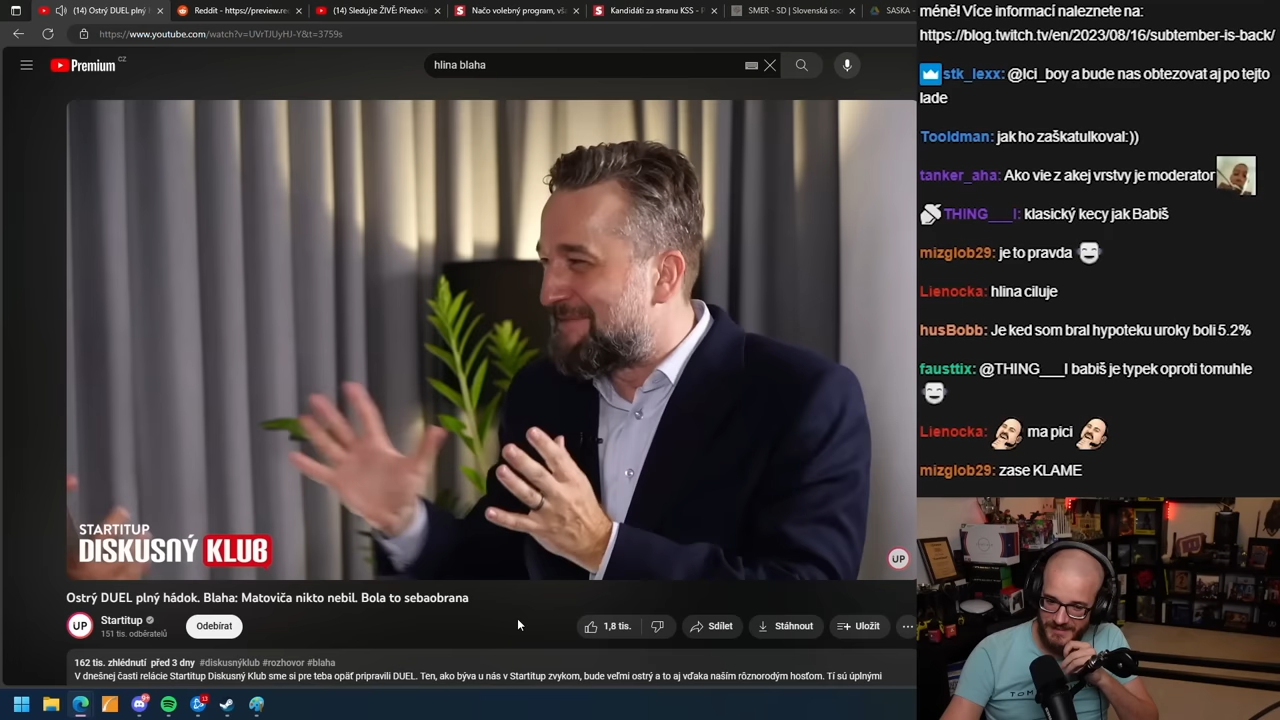 (14) Ostrý DUEL plný h
Reddit - https://preview.re
(14) Sledujte ŽIVĚ: Předvol
Načo volebný program, vša
Kandidáti za stranu KSS - P
SMER - SD | Slovenská soc
SASKA -
https://www.youtube.com/watch?v=UVrTJUyHJ-Y&t=3759s
Premium CZ
hlina blaha
STARTITUP
DISKUSNÝ KLUB
UP
Ostrý DUEL plný hádok. Blaha: Matoviča nikto nebil. Bola to sebaobrana
UP
Startitup
151 tis. odběratelů
Odebírat
1,8 tis.
Sdílet
Stáhnout
Uložit
162 tis. zhlédnutí před 3 dny #diskusnýklub #rozhovor #blaha
V dnešnej časti relácie Startitup Diskusný Klub sme si pre teba opäť pripravili DUEL. Ten, ako býva u nás v Startitup zvykom, bude veľmi ostrý a to aj vďaka našim rôznorodým hosťom. Tí sú úplnými
méně! Více informací naleznete na:
https://blog.twitch.tv/en/2023/08/16/subtember-is-back/
stk_lexx: @Ici_boy a bude nas obtezovat aj po tejto
lade
Tooldman: jak ho zaškatulkoval:))
tanker_aha: Ako vie z akej vrstvy je moderator
THING___I: klasický kecy jak Babiš
mizglob29: je to pravda
Lienocka: hlina ciluje
husBobb: Je ked som bral hypoteku uroky boli 5.2%
fausttix: @THING___I babiš je typek oproti tomuhle
Lienocka: ma pici
mizglob29: zase KLAME